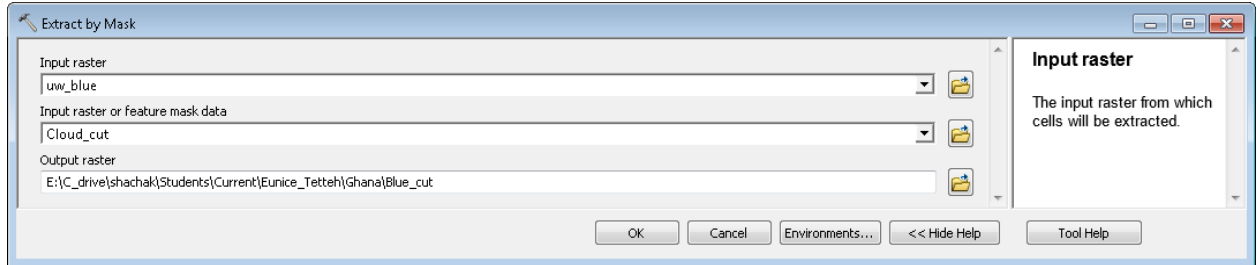 Extract by Mask
Input raster
uw_blue
Input raster or feature mask data
Cloud_cut
Output raster
E:\C_drive\shachak\Students\Current\Eunice_Tetteh\Ghana\Blue_cut
OK
Cancel
Environments...
<< Hide Help
Input raster
The input raster from which
cells will be extracted.
Tool Help